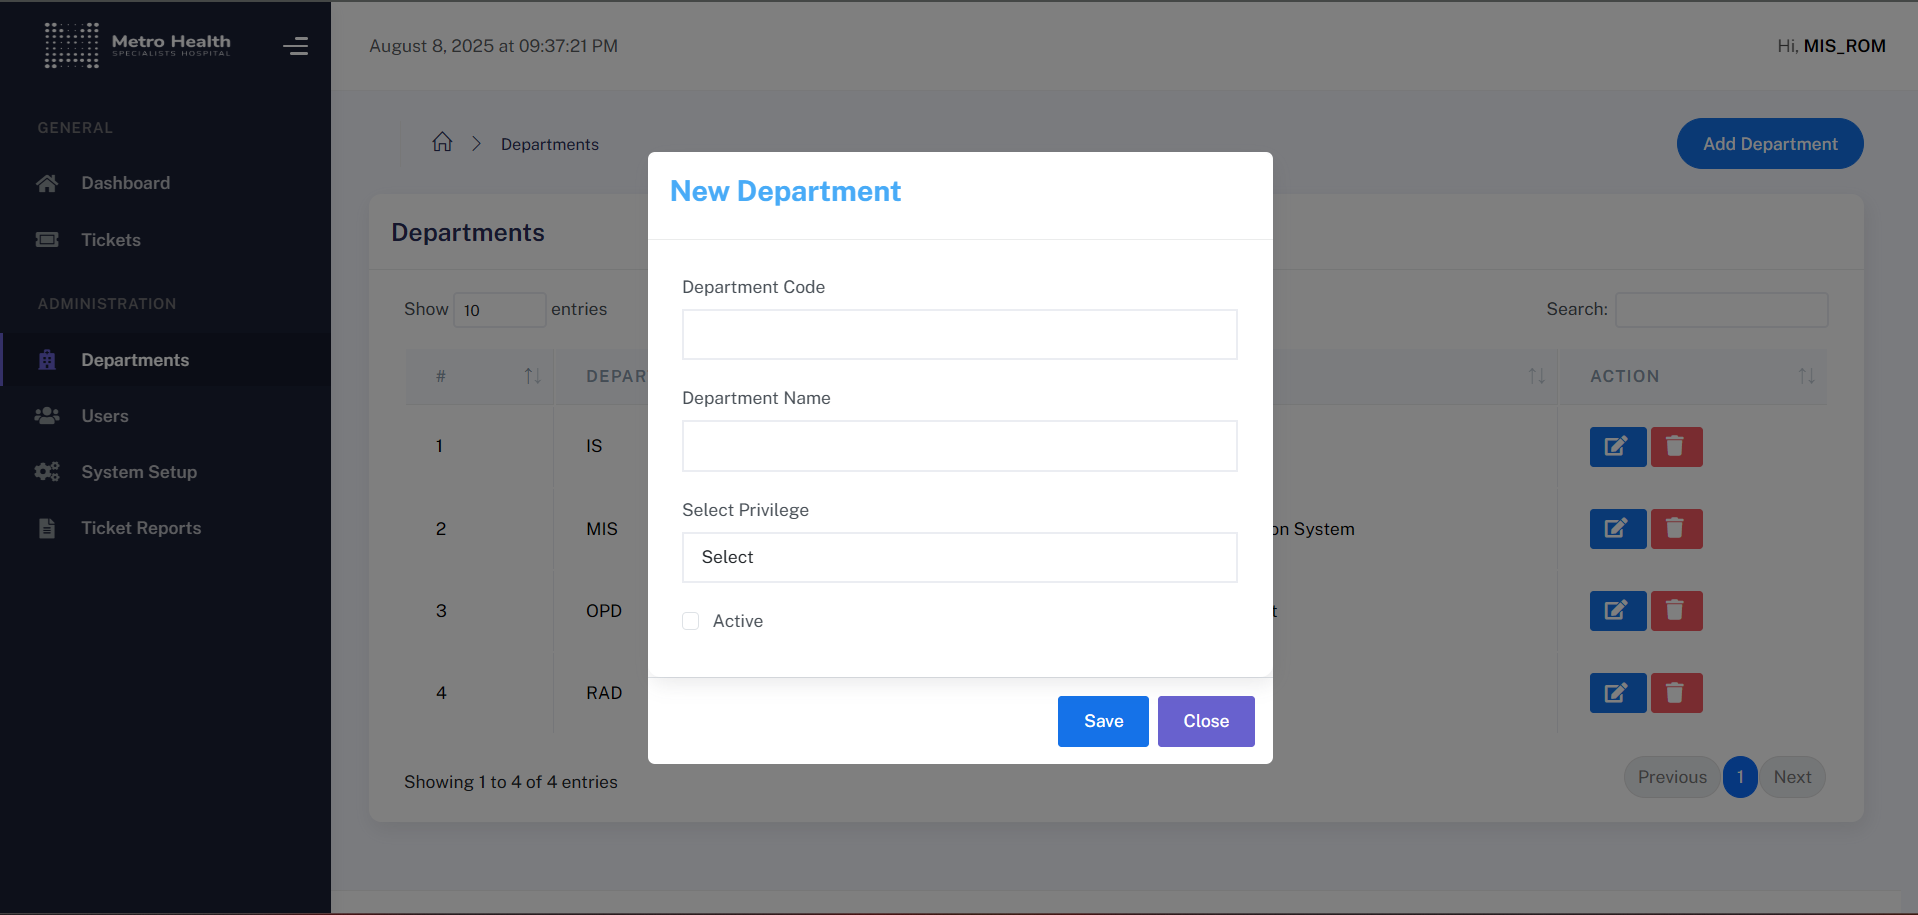 Metro Health
SPECIALISTS HOSPITAL
August 8, 2025 at 09:37:21 PM
Hi, MIS_ROM
GENERAL
Dashboard
Tickets
ADMINISTRATION
Departments
Users
System Setup
Ticket Reports
Departments
Add Department
Departments
Show 10 entries
Search:
# DEPAR ACTION
1 IS
2 MIS on System
3 OPD t
4 RAD
Showing 1 to 4 of 4 entries
Previous 1 Next
New Department
Department Code
Department Name
Select Privilege
Select
Active
Save Close